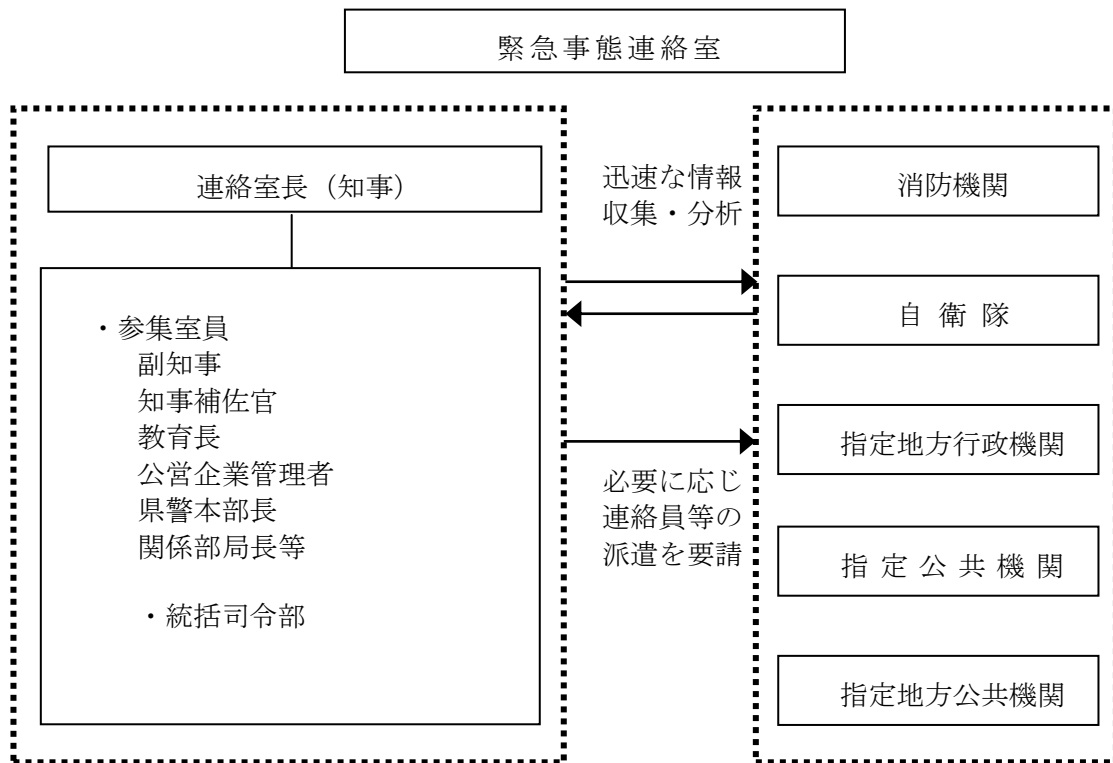 緊急事態連絡室
連絡室長（知事）
・参集室員
副知事
知事補佐官
教育長
公営企業管理者
県警本部長
関係部局長等
・統括司令部
迅速な情報
収集・分析
必要に応じ
連絡員等の
派遣を要請
消防機関
自衛隊
指定地方行政機関
指定公共機関
指定地方公共機関